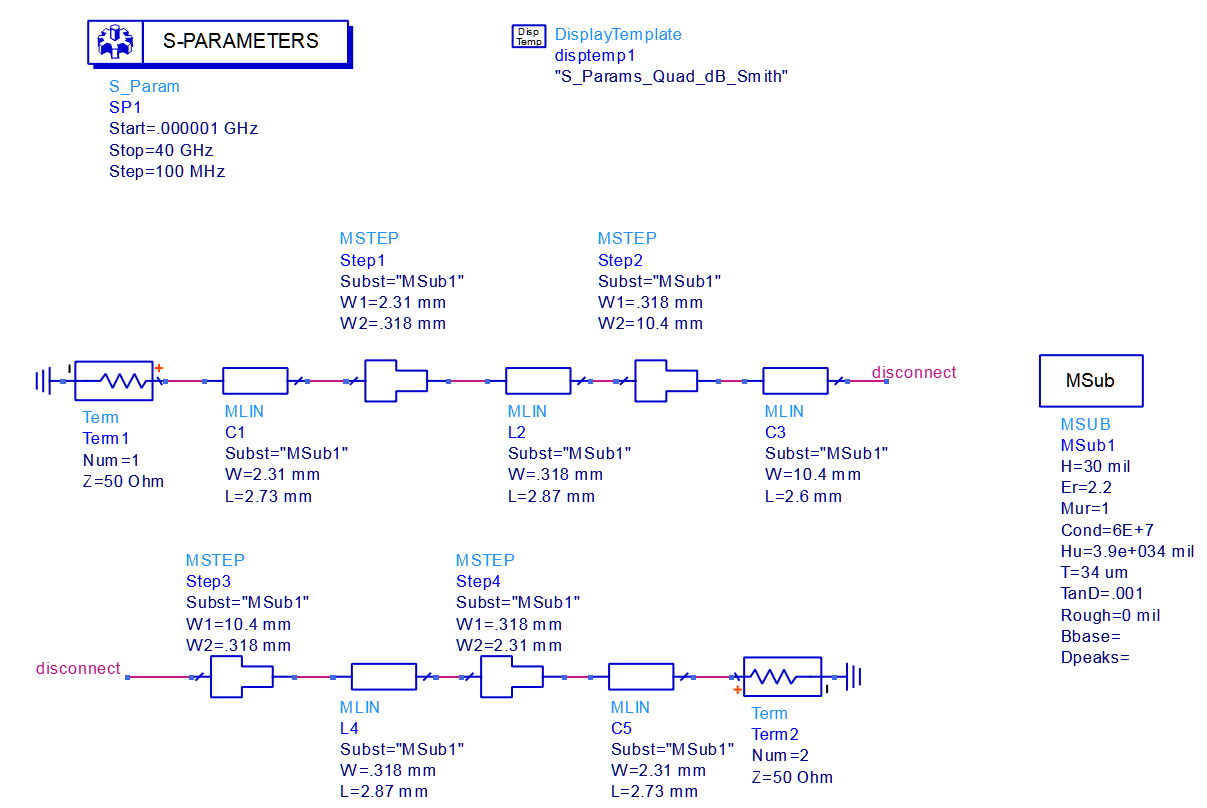 S-PARAMETERS
S_Param
SP1
Start=.000001 GHz
Stop=40 GHz
Step=100 MHz
Disp
Temp
DisplayTemplate
disptemp1
"S_Params_Quad_dB_Smith"
MSTEP
Step1
Subst="MSub1"
W1=2.31 mm
W2=.318 mm
MSTEP
Step2
Subst="MSub1"
W1=.318 mm
W2=10.4 mm
Term
Term1
Num=1
Z=50 Ohm
MLIN
C1
Subst="MSub1"
W=2.31 mm
L=2.73 mm
MLIN
L2
Subst="MSub1"
W=.318 mm
L=2.87 mm
MLIN
C3
Subst="MSub1"
W=10.4 mm
L=2.6 mm
disconnect
MSub
MSUB
MSub1
H=30 mil
Er=2.2
Mur=1
Cond=6E+7
Hu=3.9e+034 mil
T=34 um
TanD=.001
Rough=0 mil
Bbase=
Dpeaks=
disconnect
MSTEP
Step3
Subst="MSub1"
W1=10.4 mm
W2=.318 mm
MSTEP
Step4
Subst="MSub1"
W1=.318 mm
W2=2.31 mm
MLIN
L4
Subst="MSub1"
W=.318 mm
L=2.87 mm
MLIN
C5
Subst="MSub1"
W=2.31 mm
L=2.73 mm
Term
Term2
Num=2
Z=50 Ohm